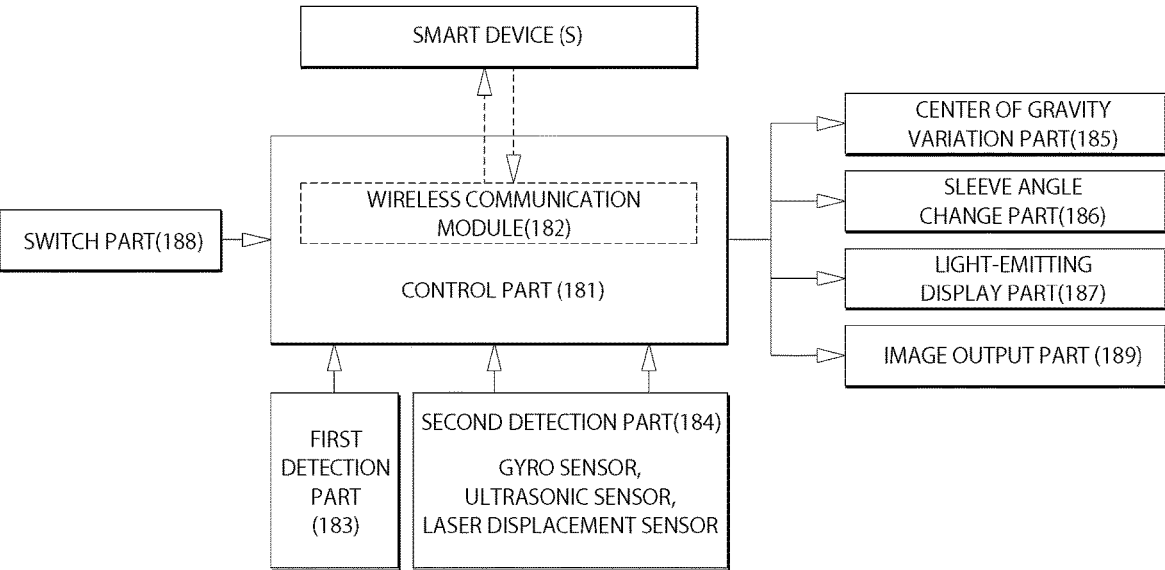 SMART DEVICE (S)
WIRELESS COMMUNICATION
MODULE(182)
CONTROL PART (181)
SWITCH PART(188)
CENTER OF GRAVITY
VARIATION PART(185)
SLEEVE ANGLE
CHANGE PART(186)
LIGHT-EMITTING
DISPLAY PART(187)
IMAGE OUTPUT PART (189)
FIRST
DETECTION
PART
(183)
SECOND DETECTION PART(184)
GYRO SENSOR,
ULTRASONIC SENSOR,
LASER DISPLACEMENT SENSOR